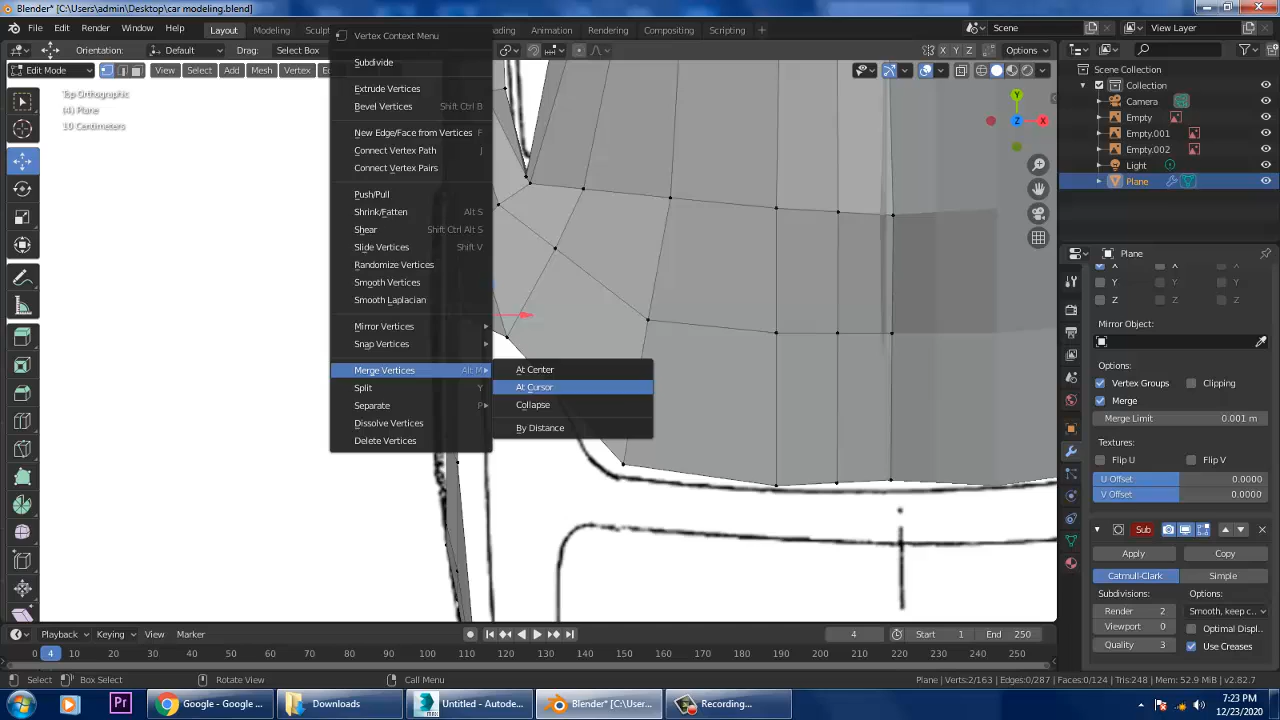 Blender* [C:\Users\admin\Desktop\car modeling.blend]
File Edit Render Window Help Layout Modeling Sculpt
ading Animation Rendering Compositing Scripting
Scene View Layer
Orientation: Default Drag: Select Box
Options
X Y Z
Edit Mode View Select Add Mesh Vertex
Top Orthographic
(4) Plane
10 Centimeters
Vertex Context Menu
Subdivide
Extrude Vertices
Bevel Vertices Shift Ctrl B
New Edge/Face from Vertices F
Connect Vertex Path J
Connect Vertex Pairs
Push/Pull
Shrink/Fatten Alt S
Shear Shift Ctrl Alt S
Slide Vertices Shift V
Randomize Vertices
Smooth Vertices
Smooth Laplacian
Mirror Vertices
Snap Vertices
Merge Vertices Alt M
Split Y
Separate P
Dissolve Vertices
Delete Vertices
At Center
At Cursor
Collapse
By Distance
Y
Z X
Scene Collection
Collection
Camera
Empty
Empty.001
Empty.002
Light
Plane
Plane
X
Y
Z
Mirror Object:
Options:
Vertex Groups Clipping
Merge
Merge Limit 0.001 m
Textures:
Flip U Flip V
U Offset 0.0000
V Offset 0.0000
Sub
Apply Copy
Catmull-Clark Simple
Subdivisions: Options:
Render 2 Smooth, keep c...
Viewport 0 Optimal Displ...
Quality 3 Use Creases
Playback Keying View Marker
4 Start 1 End 250
0 4 10 20 30 40 50 60 70 80 90 100 110 120 130 140 150 160 170 180 190 200 210 220 230 240 250
Select Box Select Rotate View Call Menu
Plane | Verts:2/163 | Edges:0/287 | Faces:0/124 | Tris:248 | Mem: 52.9 MiB | v2.82.7
Pr
Google - Google ...
Downloads
Untitled - Autode...
Blender* [C:\User...
Recording...
7:23 PM
12/23/2020